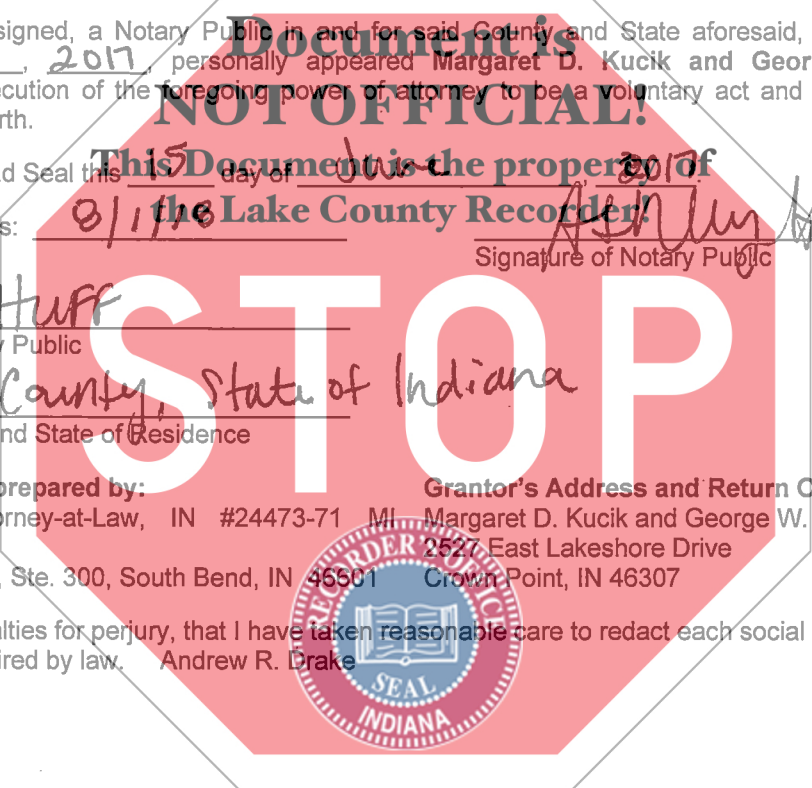 signed, a Notary Public in and for said County and State aforesaid,
, 2017, personally appeared Margaret D. Kucik and Geor
cution of the foregoing power of attorney to be a voluntary act and
rth.
Document is
NOT OFFICIAL!
This Document is the property of
the Lake County Recorder!
d Seal this 15 day of June, 2017.
s: 8/1/18
Signature of Notary Public
Huff
y Public
County, State of Indiana
nd State of Residence
STOP
prepared by:
orney-at-Law, IN #24473-71 MI
, Ste. 300, South Bend, IN 46601
Grantor's Address and Return O
Margaret D. Kucik and George W.
2527 East Lakeshore Drive
Crown Point, IN 46307
alties for perjury, that I have taken reasonable care to redact each social
ired by law. Andrew R. Drake
RECORDER'S OFFICE
SEAL
INDIANA